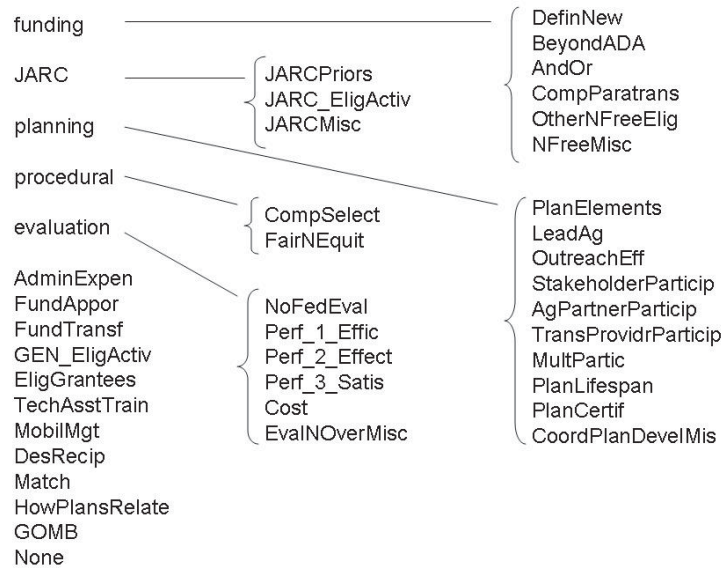 funding
JARC
planning
procedural
evaluation
AdminExpen
FundAppor
FundTransf
GEN_EligActiv
EligGrantees
TechAsstTrain
MobilMgt
DesRecip
Match
HowPlansRelate
GOMB
None
JARCPriors
JARC_EligActiv
JARCMisc
CompSelect
FairNEquit
NoFedEval
Perf_1_Effic
Perf_2_Effect
Perf_3_Satis
Cost
EvalNOverMisc
DefinNew
BeyondADA
AndOr
CompParatrans
OtherNFreeElig
NFreeMisc
PlanElements
LeadAg
OutreachEff
StakeholderParticip
AgPartnerParticip
TransProvidrParticip
MultPartic
PlanLifespan
PlanCertif
CoordPlanDevelMis